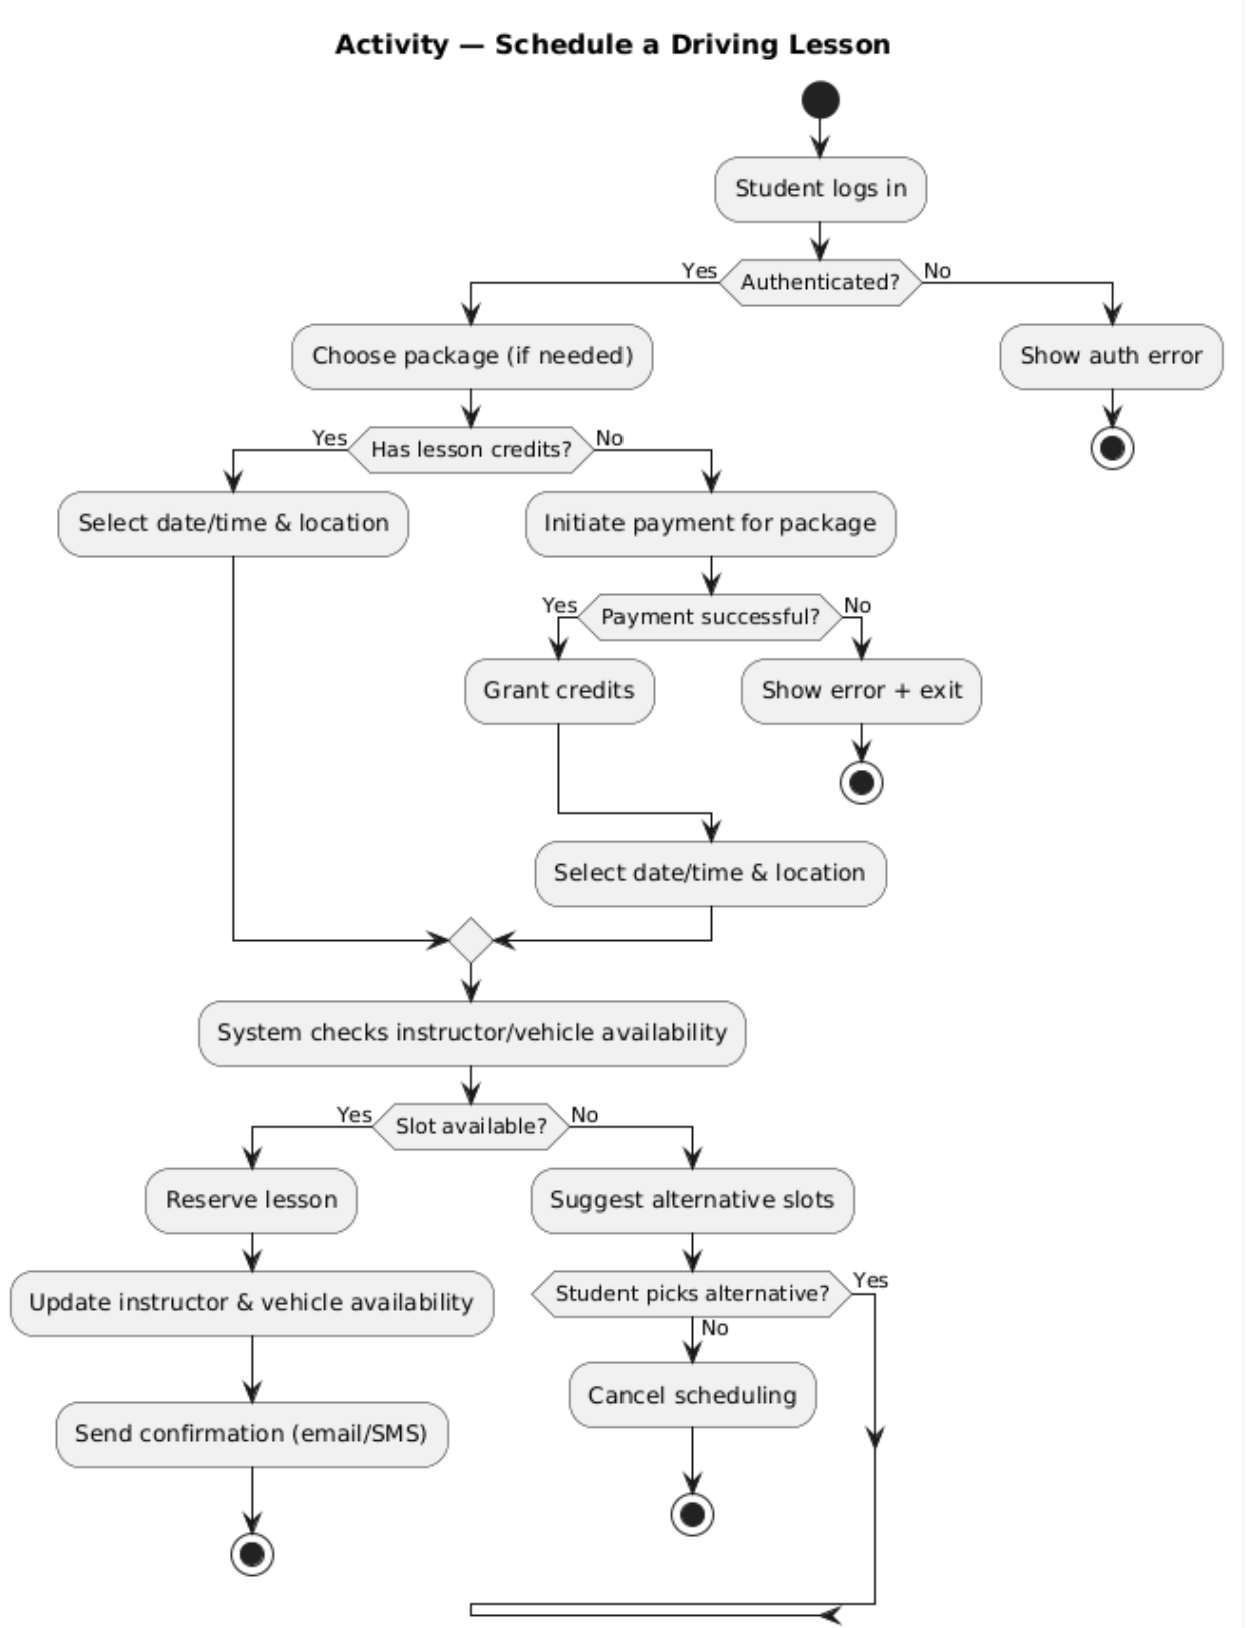 Activity — Schedule a Driving Lesson
Student logs in
Yes
Authenticated?
No
Choose package (if needed)
Show auth error
Yes
Has lesson credits?
No
Select date/time & location
Initiate payment for package
Yes
Payment successful?
No
Grant credits
Show error + exit
Select date/time & location
System checks instructor/vehicle availability
Yes
Slot available?
No
Reserve lesson
Suggest alternative slots
Update instructor & vehicle availability
Student picks alternative?
Yes
No
Cancel scheduling
Send confirmation (email/SMS)